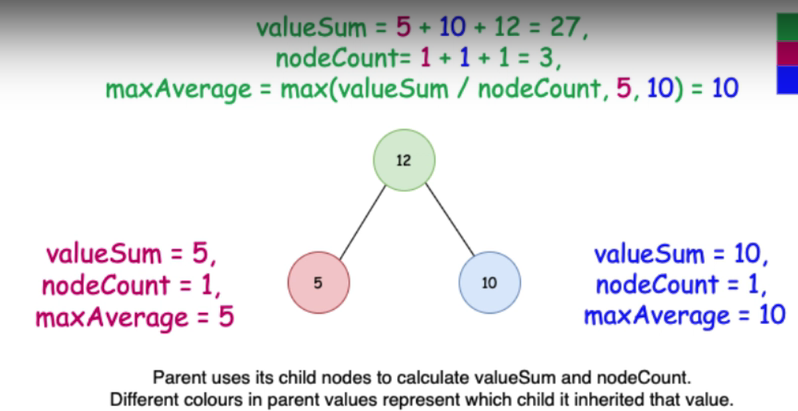 valueSum = 5 + 10 + 12 = 27,
nodeCount= 1 + 1 + 1 = 3,
maxAverage = max(valueSum / nodeCount, 5, 10) = 10
12
valueSum = 5,
nodeCount = 1,
maxAverage = 5
5
10
valueSum = 10,
nodeCount = 1,
maxAverage = 10
Parent uses its child nodes to calculate valueSum and nodeCount.
Different colours in parent values represent which child it inherited that value.